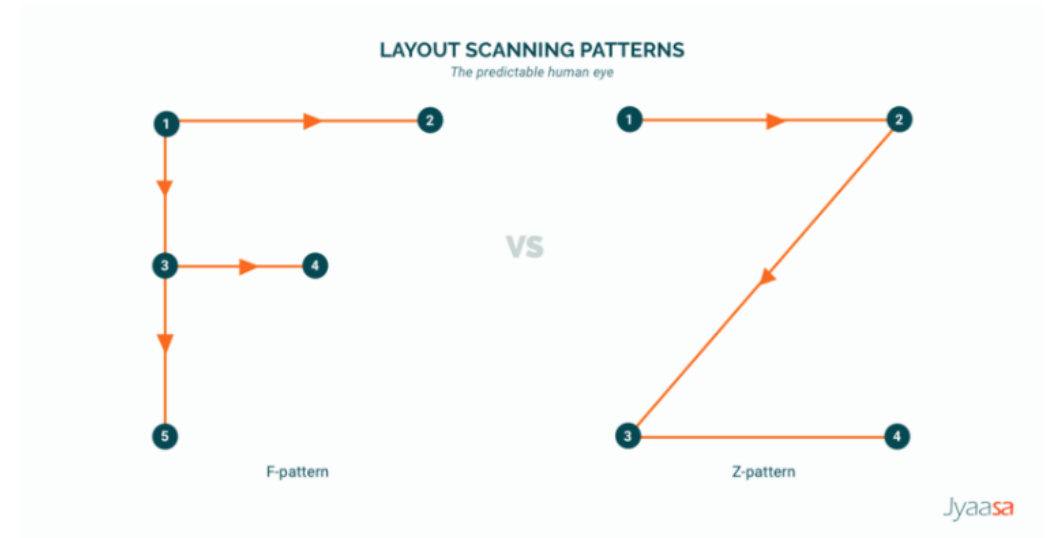 LAYOUT SCANNING PATTERNS
The predictable human eye
1
2
3
4
5
F-pattern
VS
1
2
3
4
Z-pattern
Jyaasa